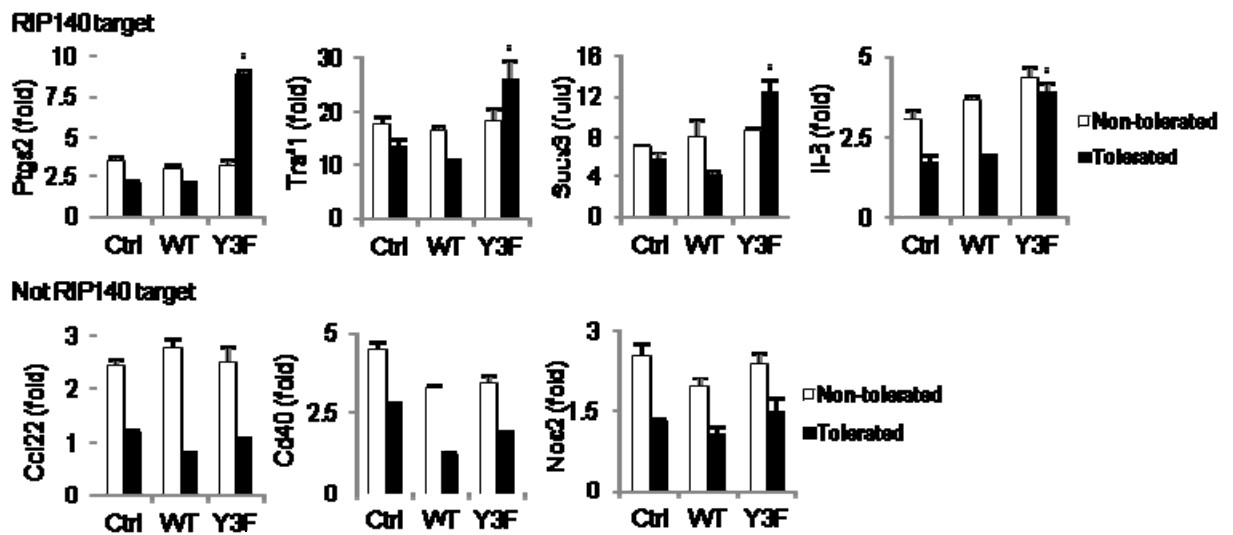 RIP140 target
Ptgs2 (fold)
10
7.5
5
2.5
0
Ctrl WT Y3F
Traf1 (fold)
30
20
10
0
Ctrl WT Y3F
Socs3 (fold)
16
12
8
4
0
Ctrl WT Y3F
Il-3 (fold)
5
2.5
0
Ctrl WT Y3F
Non-tolerated
Tolerated
Not RIP140 target
Ccl22 (fold)
3
2
1
0
Ctrl WT Y3F
Cd40 (fold)
5
2.5
0
Ctrl WT Y3F
(fold)
3
1.5
0
Ctrl WT Y3F
Non-tolerated
Tolerated